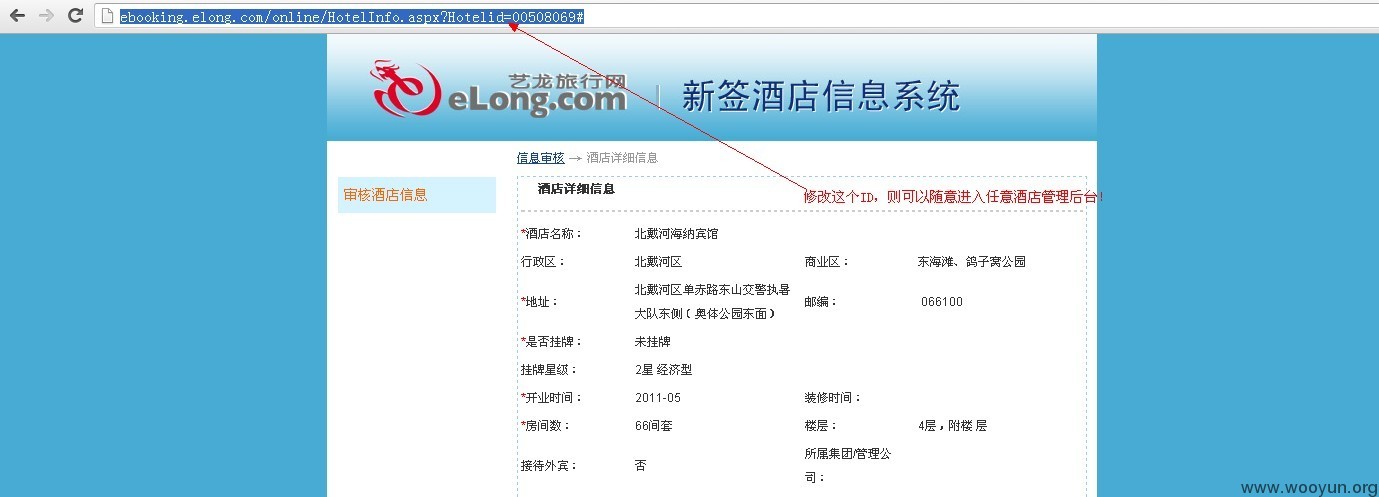 ebooking.elong.com/online/HotelInfo.aspx?Hotelid=00508069#
艺龙旅行网
eLong.com
新签酒店信息系统
信息审核 → 酒店详细信息
审核酒店信息
酒店详细信息
修改这个ID，则可以随意进入任意酒店管理后台！
*酒店名称： 北戴河海纳宾馆
行政区： 北戴河区 商业区： 东海滩、鸽子窝公园
*地址： 北戴河区单赤路东山交警执暑
大队东侧（奥体公园东面） 邮编： 066100
*是否挂牌： 未挂牌
挂牌星级： 2星 经济型
*开业时间： 2011-05 装修时间：
*房间数： 66间套 楼层： 4层，附楼 层
接待外宾： 否 所属集团/管理公
司：
www.wooyun.org